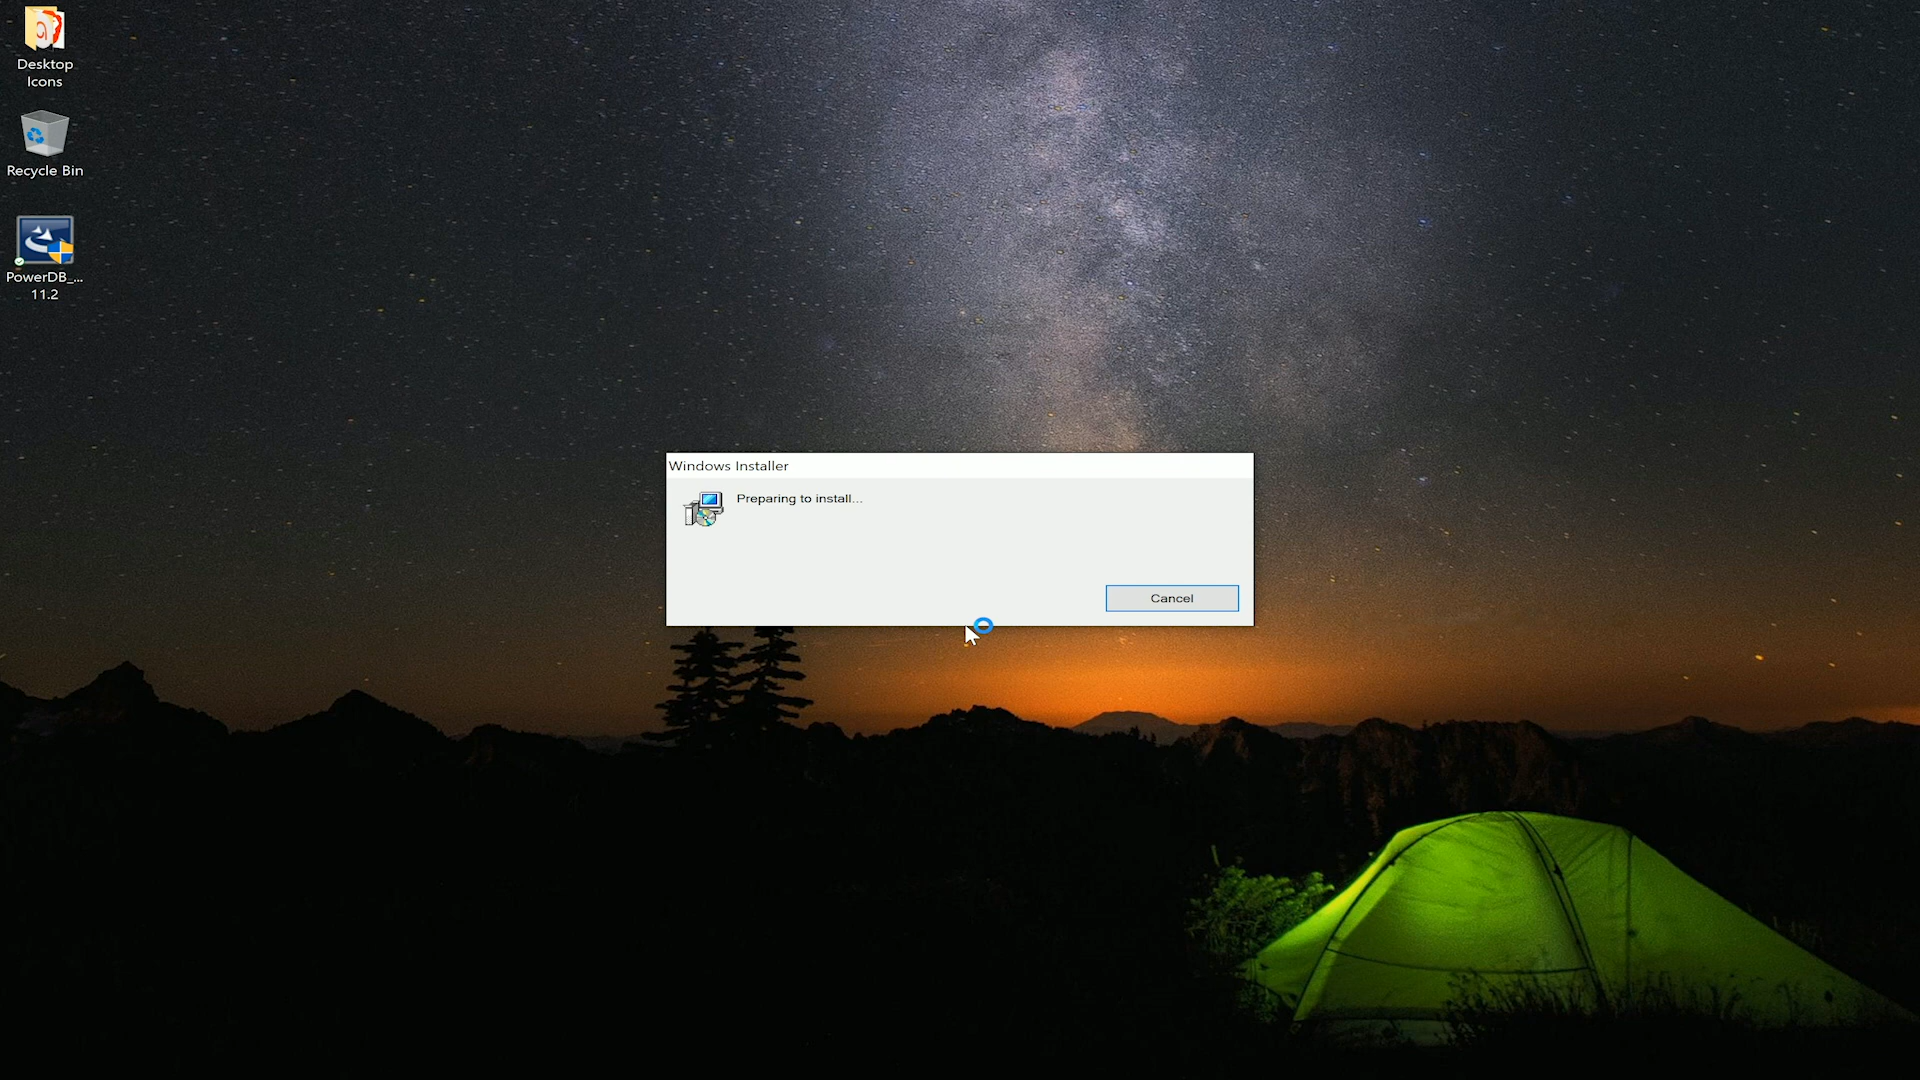 Desktop
Icons
Recycle Bin
PowerDB_...
11.2
Windows Installer
Preparing to install...
Cancel